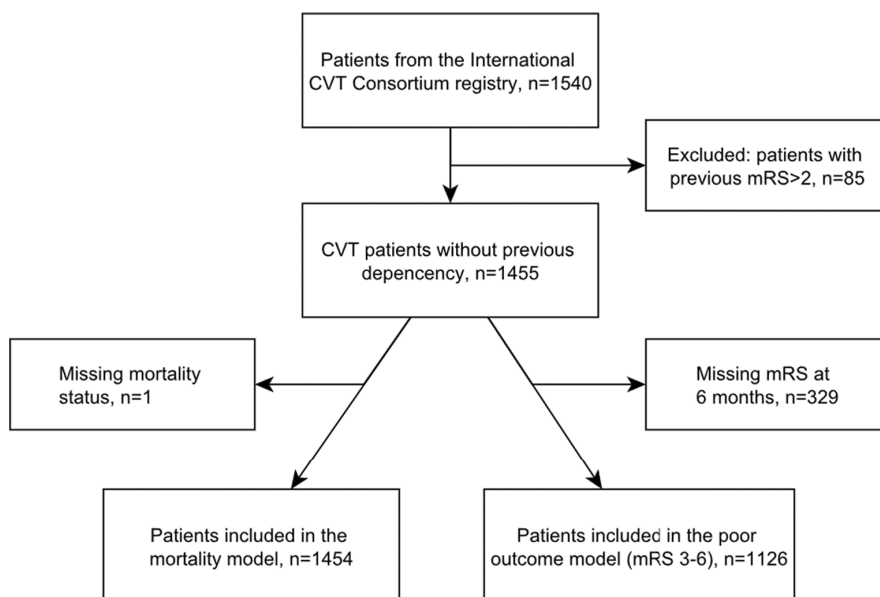 Patients from the International
CVT Consortium registry, n=1540
Excluded: patients with
previous mRS>2, n=85
CVT patients without previous
depencency, n=1455
Missing mortality
status, n=1
Missing mRS at
6 months, n=329
Patients included in the
mortality model, n=1454
Patients included in the poor
outcome model (mRS 3-6), n=1126